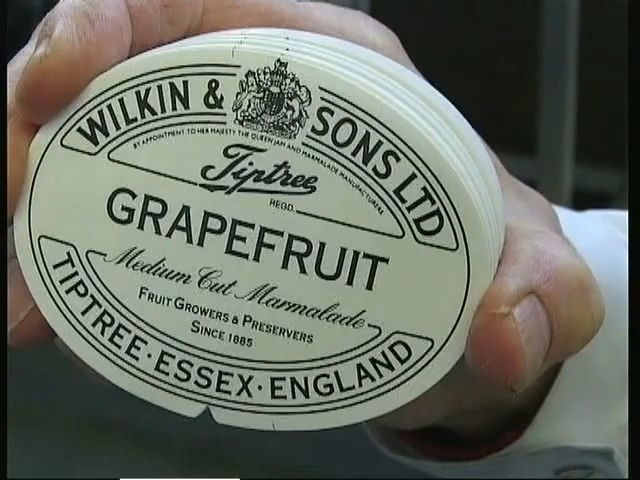 WILKIN & SONS LTD
BY APPOINTMENT TO HER MAJESTY THE QUEEN JAM AND MARMALADE MANUFACTURERS
Tiptree
REGD.
GRAPEFRUIT
Medium Cut Marmalade
FRUIT GROWERS & PRESERVERS
SINCE 1885
TIPTREE · ESSEX · ENGLAND